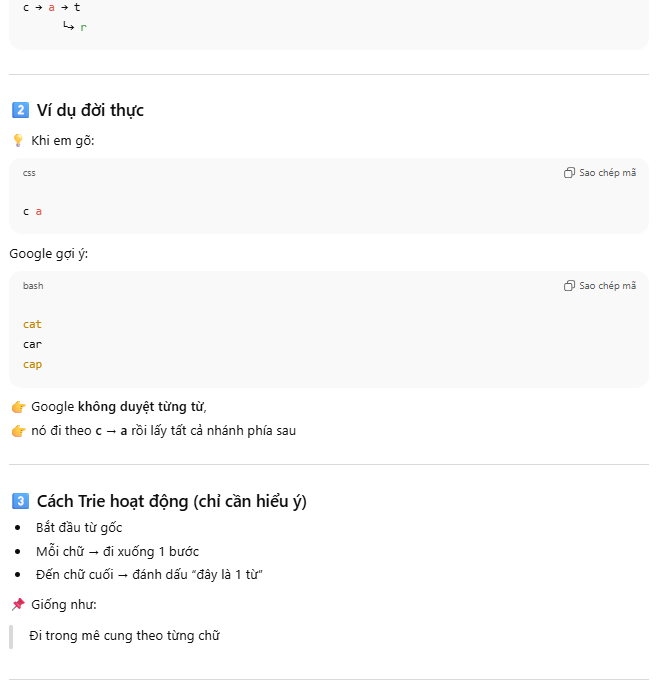 c → a → t
↳ r
2 Ví dụ đời thực
💡 Khi em gõ:
css
Sao chép mã
c a
Google gợi ý:
bash
Sao chép mã
cat
car
cap
👉 Google không duyệt từng từ,
👉 nó đi theo c → a rồi lấy tất cả nhánh phía sau
3 Cách Trie hoạt động (chỉ cần hiểu ý)
• Bắt đầu từ gốc
• Mỗi chữ → đi xuống 1 bước
• Đến chữ cuối → đánh dấu “đây là 1 từ”
📌 Giống như:
Đi trong mê cung theo từng chữ